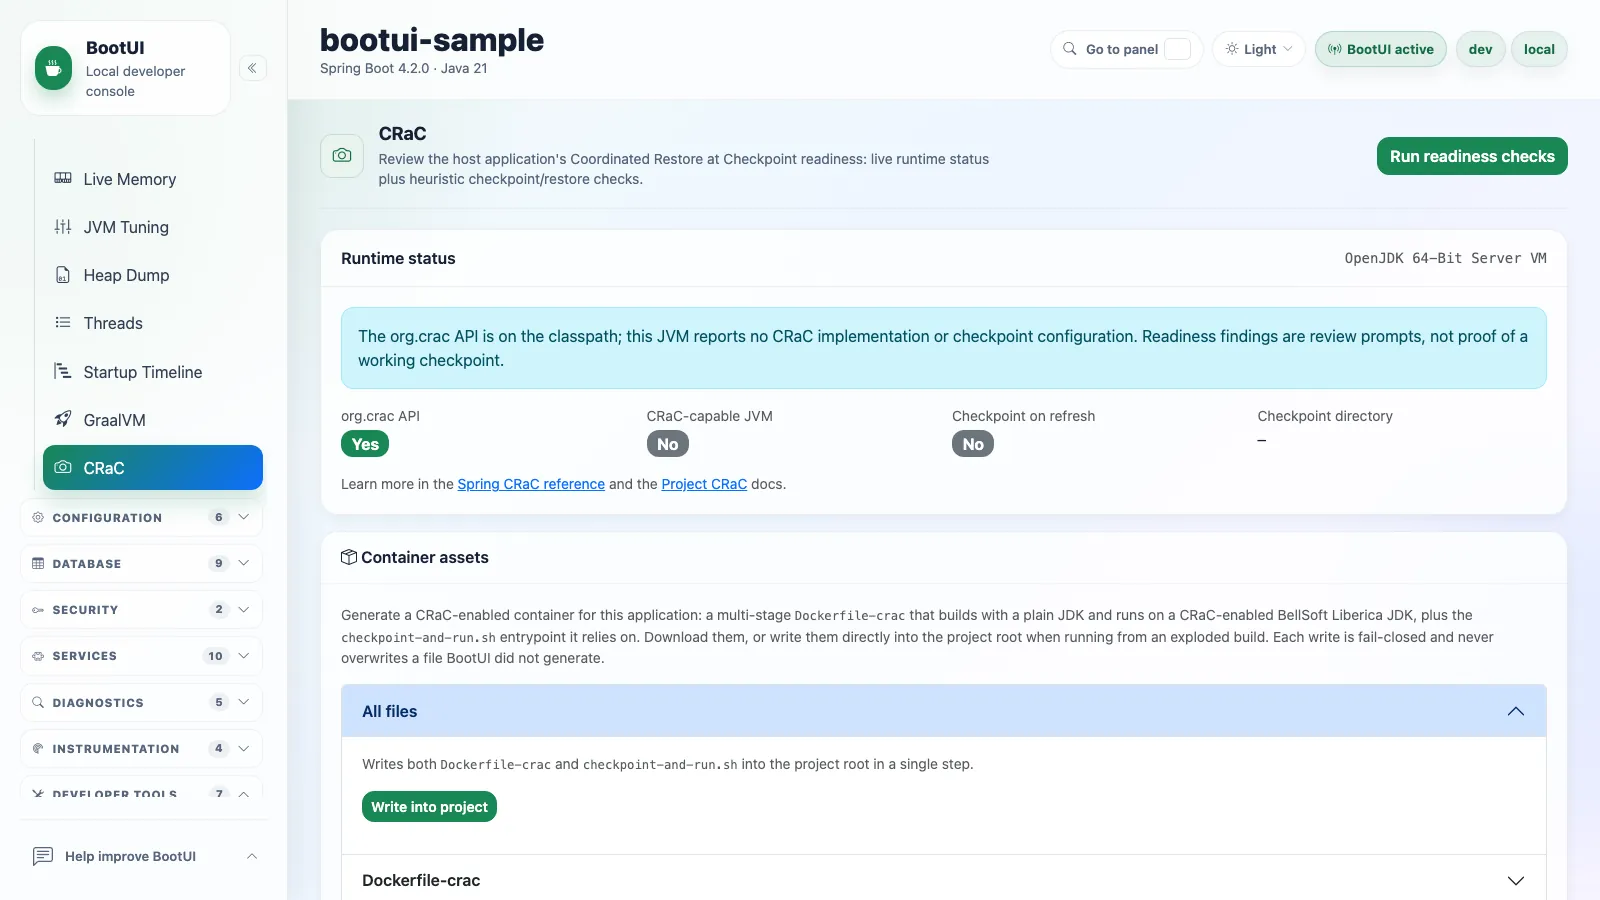 BootUI
Local developer
console
Live Memory
JVM Tuning
Heap Dump
Threads
Startup Timeline
GraalVM
CRaC
CONFIGURATION 6
DATABASE 9
SECURITY 2
SERVICES 10
DIAGNOSTICS 5
INSTRUMENTATION 4
DEVELOPER TOOLS 7
Help improve BootUI
bootui-sample
Spring Boot 4.2.0 · Java 21
Go to panel
Light
BootUI active
dev
local
CRaC
Review the host application's Coordinated Restore at Checkpoint readiness: live runtime status
plus heuristic checkpoint/restore checks.
Run readiness checks
Runtime status
OpenJDK 64-Bit Server VM
The org.crac API is on the classpath; this JVM reports no CRaC implementation or checkpoint configuration. Readiness findings are review prompts, not proof of a
working checkpoint.
org.crac API
Yes
CRaC-capable JVM
No
Checkpoint on refresh
No
Checkpoint directory
–
Learn more in the Spring CRaC reference and the Project CRaC docs.
Container assets
Generate a CRaC-enabled container for this application: a multi-stage Dockerfile-crac that builds with a plain JDK and runs on a CRaC-enabled BellSoft Liberica JDK, plus the
checkpoint-and-run.sh entrypoint it relies on. Download them, or write them directly into the project root when running from an exploded build. Each write is fail-closed and never
overwrites a file BootUI did not generate.
All files
Writes both Dockerfile-crac and checkpoint-and-run.sh into the project root in a single step.
Write into project
Dockerfile-crac